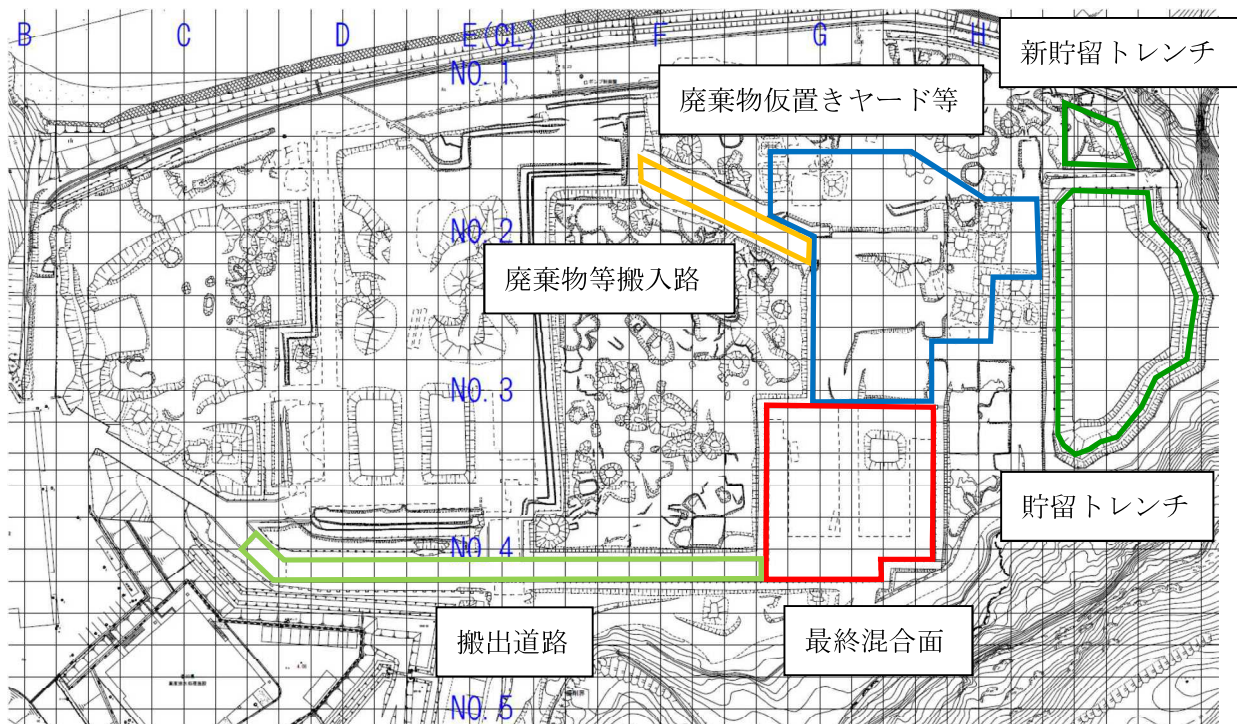 B
C
D
E(CL)
F
G
H
新貯留トレンチ
NO.1
廃棄物仮置きヤード等
NO.2
廃棄物等搬入路
NO.3
貯留トレンチ
NO.4
搬出道路
最終混合面
NO.5